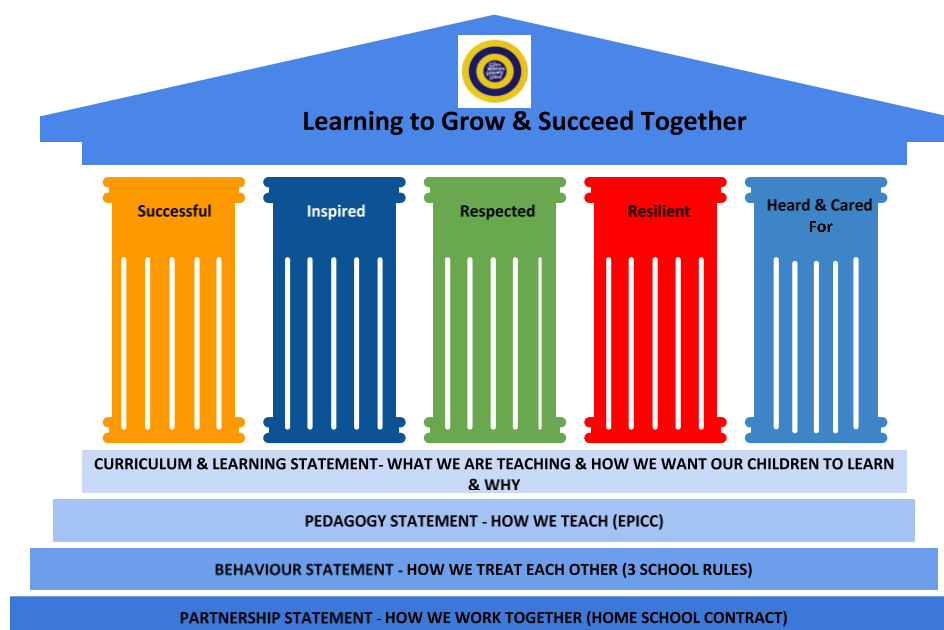 Learning to Grow & Succeed Together
Successful
Inspired
Respected
Resilient
Heard & Cared
For
CURRICULUM & LEARNING STATEMENT- WHAT WE ARE TEACHING & HOW WE WANT OUR CHILDREN TO LEARN
& WHY
PEDAGOGY STATEMENT - HOW WE TEACH (EPICC)
BEHAVIOUR STATEMENT - HOW WE TREAT EACH OTHER (3 SCHOOL RULES)
PARTNERSHIP STATEMENT - HOW WE WORK TOGETHER (HOME SCHOOL CONTRACT)